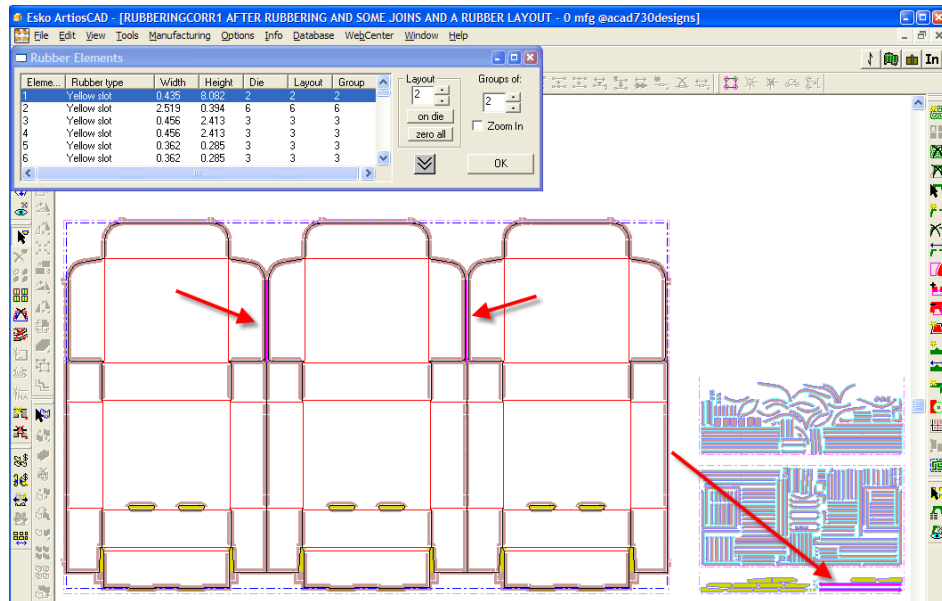 Esko ArtiosCAD - [RUBBERINGCORR1 AFTER RUBBERING AND SOME JOINS AND A RUBBER LAYOUT - 0 mfg @acad730designs]
File Edit View Tools Manufacturing Options Info Database WebCenter Window Help
In
Rubber Elements
Eleme... Rubber type Width Height Die Layout Group
1 Yellow slot 0.435 8.082 2 2 2
2 Yellow slot 2.519 0.394 6 6 6
3 Yellow slot 0.456 2.413 3 3 3
4 Yellow slot 0.456 2.413 3 3 3
5 Yellow slot 0.362 0.285 3 3 3
6 Yellow slot 0.362 0.285 3 3 3
Layout
2
on die
zero all
Groups of:
2
Zoom In
OK